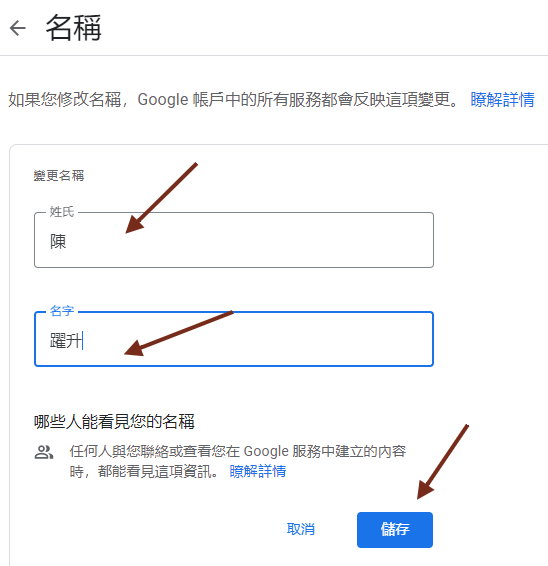 名稱
如果您修改名稱，Google 帳戶中的所有服務都會反映這項變更。 瞭解詳情
變更名稱
姓氏
陳
名字
躍升
哪些人能看見您的名稱
任何人與您聯絡或查看您在 Google 服務中建立的內容
時，都能看見這項資訊。 瞭解詳情
取消 儲存